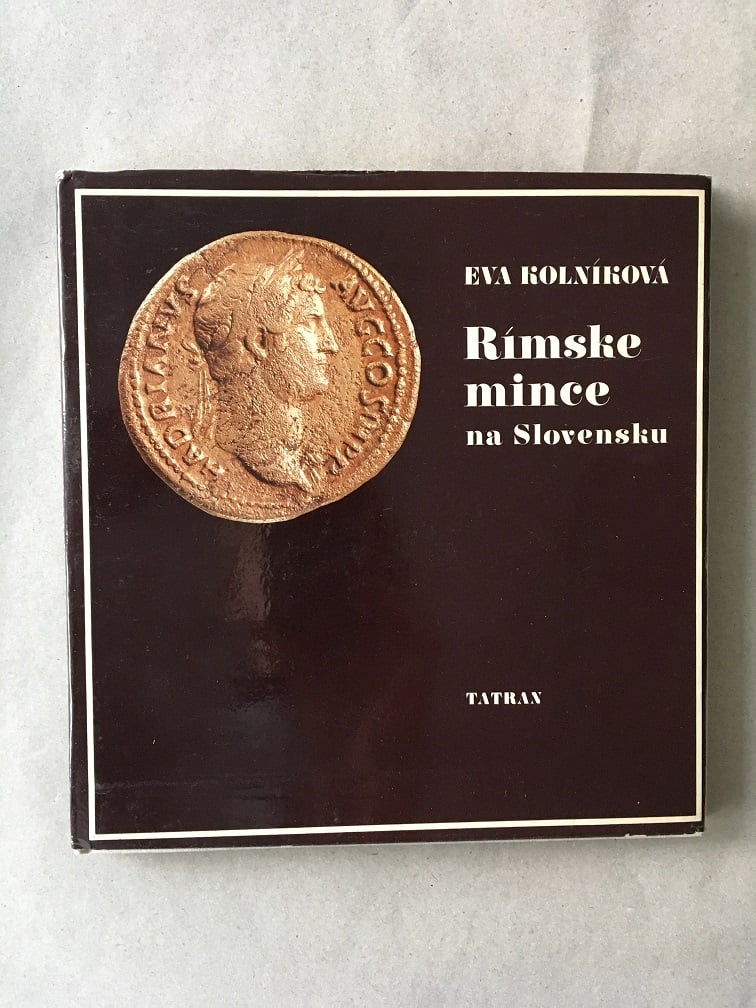 HADRIANVS AVG COS III P P
EVA KOLNÍKOVÁ
Rímske
mince
na Slovensku
TATRAN